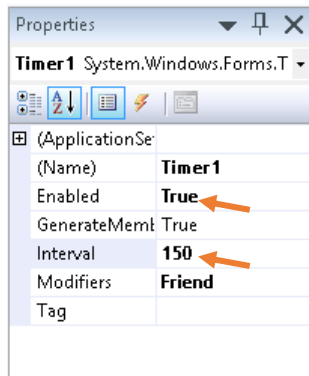 Properties
Timer1 System.Windows.Forms.T
(ApplicationSe
(Name) Timer1
Enabled True
GenerateMemb True
Interval 150
Modifiers Friend
Tag